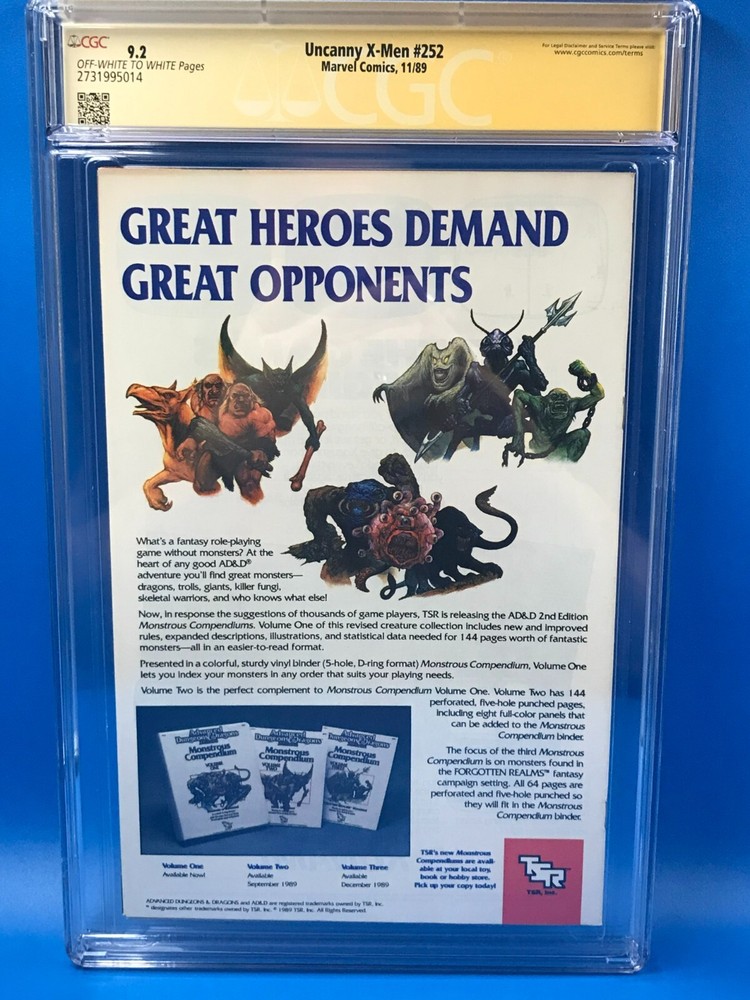 CGC 9.2
OFF-WHITE TO WHITE Pages
2731995014
Uncanny X-Men #252
Marvel Comics, 11/89
For Legal Disclaimer and Service Terms please visit:
www.cgccomics.com/terms
CGC
GREAT HEROES DEMAND
GREAT OPPONENTS
What's a fantasy role-playing
game without monsters? At the
heart of any good AD&D®
adventure you'll find great monsters—
dragons, trolls, giants, killer fungi,
skeletal warriors, and who knows what else!
Now, in response the suggestions of thousands of game players, TSR is releasing the AD&D 2nd Edition
Monstrous Compendiums. Volume One of this revised creature collection includes new and improved
rules, expanded descriptions, illustrations, and statistical data needed for 144 pages worth of fantastic
monsters—all in an easier-to-read format.
Presented in a colorful, sturdy vinyl binder (5-hole, D-ring format) Monstrous Compendium, Volume One
lets you index your monsters in any order that suits your playing needs.
Volume Two is the perfect complement to Monstrous Compendium Volume One. Volume Two has 144
perforated, five-hole punched pages,
including eight full-color panels that
can be added to the Monstrous
Compendium binder.
The focus of the third Monstrous
Compendium is on monsters found in
the FORGOTTEN REALMS™ fantasy
campaign setting. All 64 pages are
perforated and five-hole punched so
they will fit in the Monstrous
Compendium binder.
Advanced Dungeons & Dragons
Monstrous
Compendium
VOLUME ONE
Advanced Dungeons & Dragons
Monstrous
Compendium
VOLUME TWO
Advanced Dungeons & Dragons
Monstrous
Compendium
Volume One
Available Now!
Volume Two
Available
September 1989
Volume Three
Available
December 1989
TSR's new Monstrous
Compendiums are avail-
able at your local toy,
book or hobby store.
Pick up your copy today!
TSR
TSR, Inc.
ADVANCED DUNGEONS & DRAGONS and AD&D are registered trademarks owned by TSR, Inc.
™ designates other trademarks owned by TSR, Inc. © 1989 TSR, Inc. All Rights Reserved.